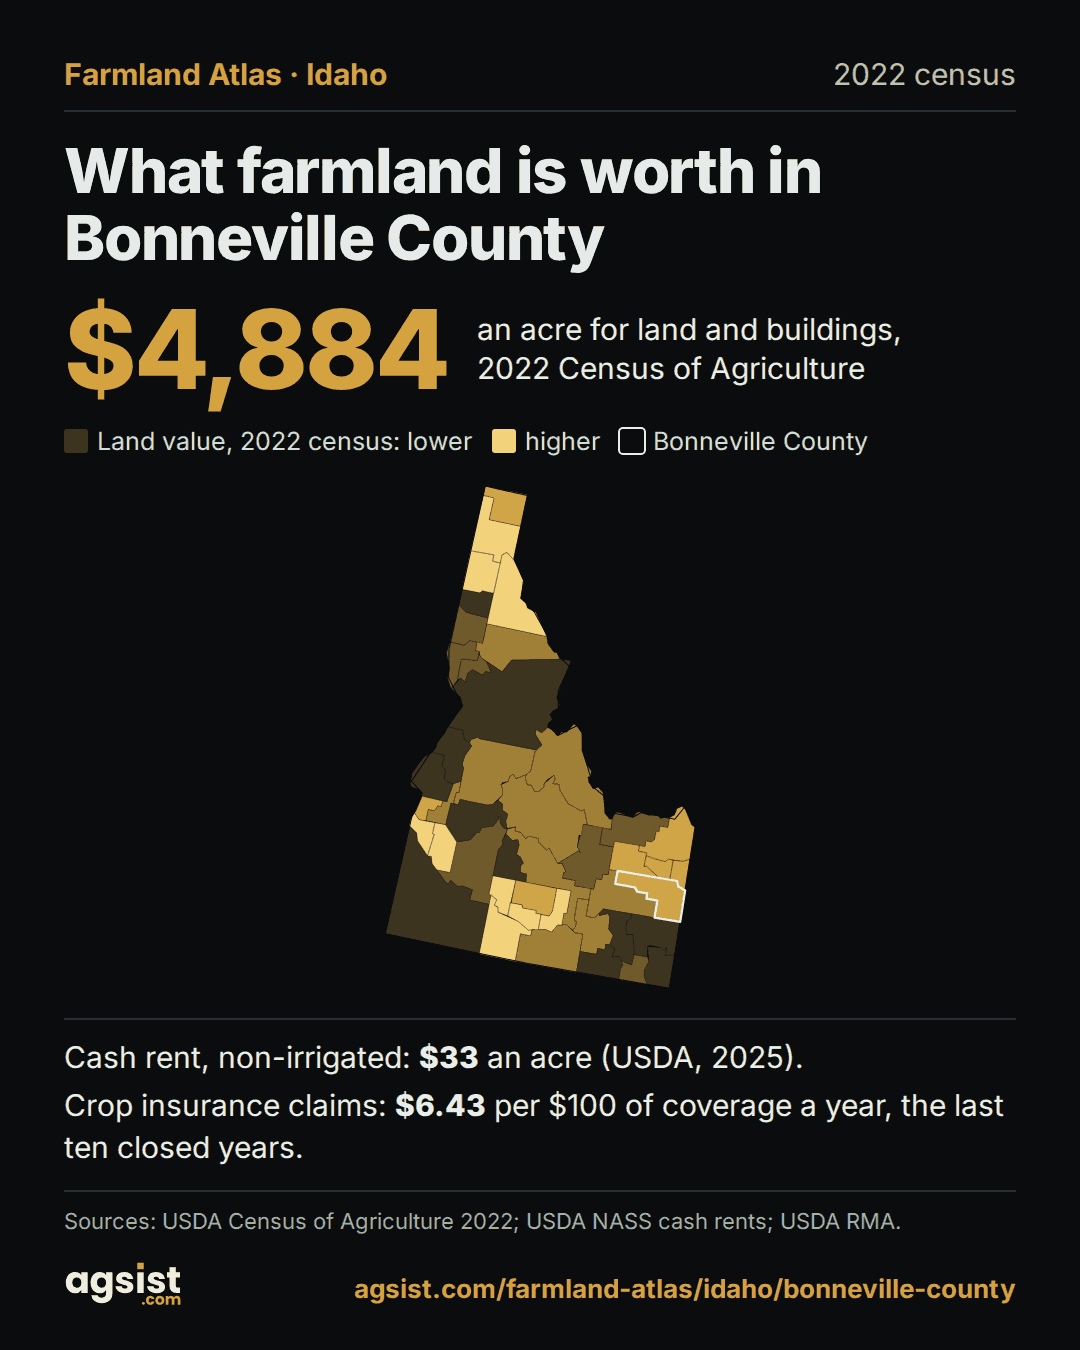 Farmland Atlas · Idaho
2022 census
What farmland is worth in
Bonneville County
$4,884
an acre for land and buildings,
2022 Census of Agriculture
Land value, 2022 census: lower
higher
Bonneville County
Cash rent, non-irrigated: $33 an acre (USDA, 2025).
Crop insurance claims: $6.43 per $100 of coverage a year, the last
ten closed years.
Sources: USDA Census of Agriculture 2022; USDA NASS cash rents; USDA RMA.
agsist
.com
agsist.com/farmland-atlas/idaho/bonneville-county